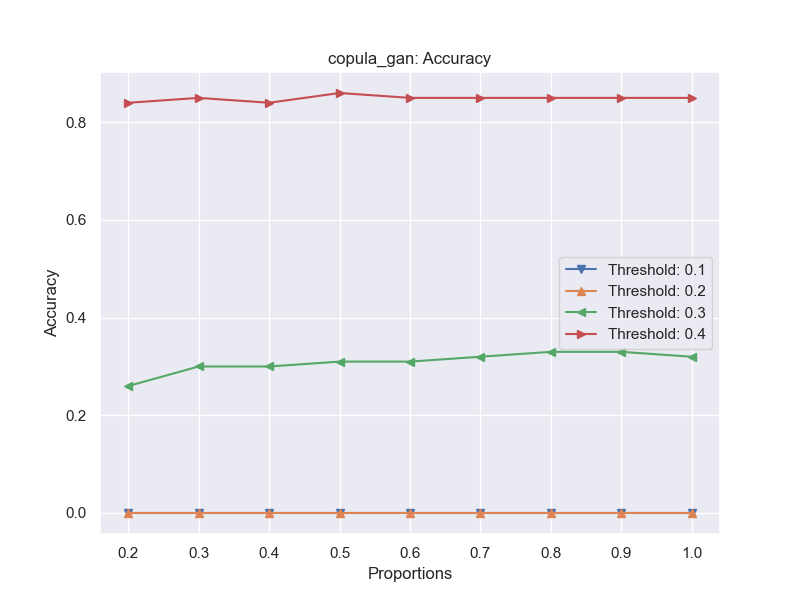 copula_gan: Accuracy
Accuracy
0.8
0.6
0.4
0.2
0.0
Threshold: 0.1
Threshold: 0.2
Threshold: 0.3
Threshold: 0.4
0.2 0.3 0.4 0.5 0.6 0.7 0.8 0.9 1.0
Proportions